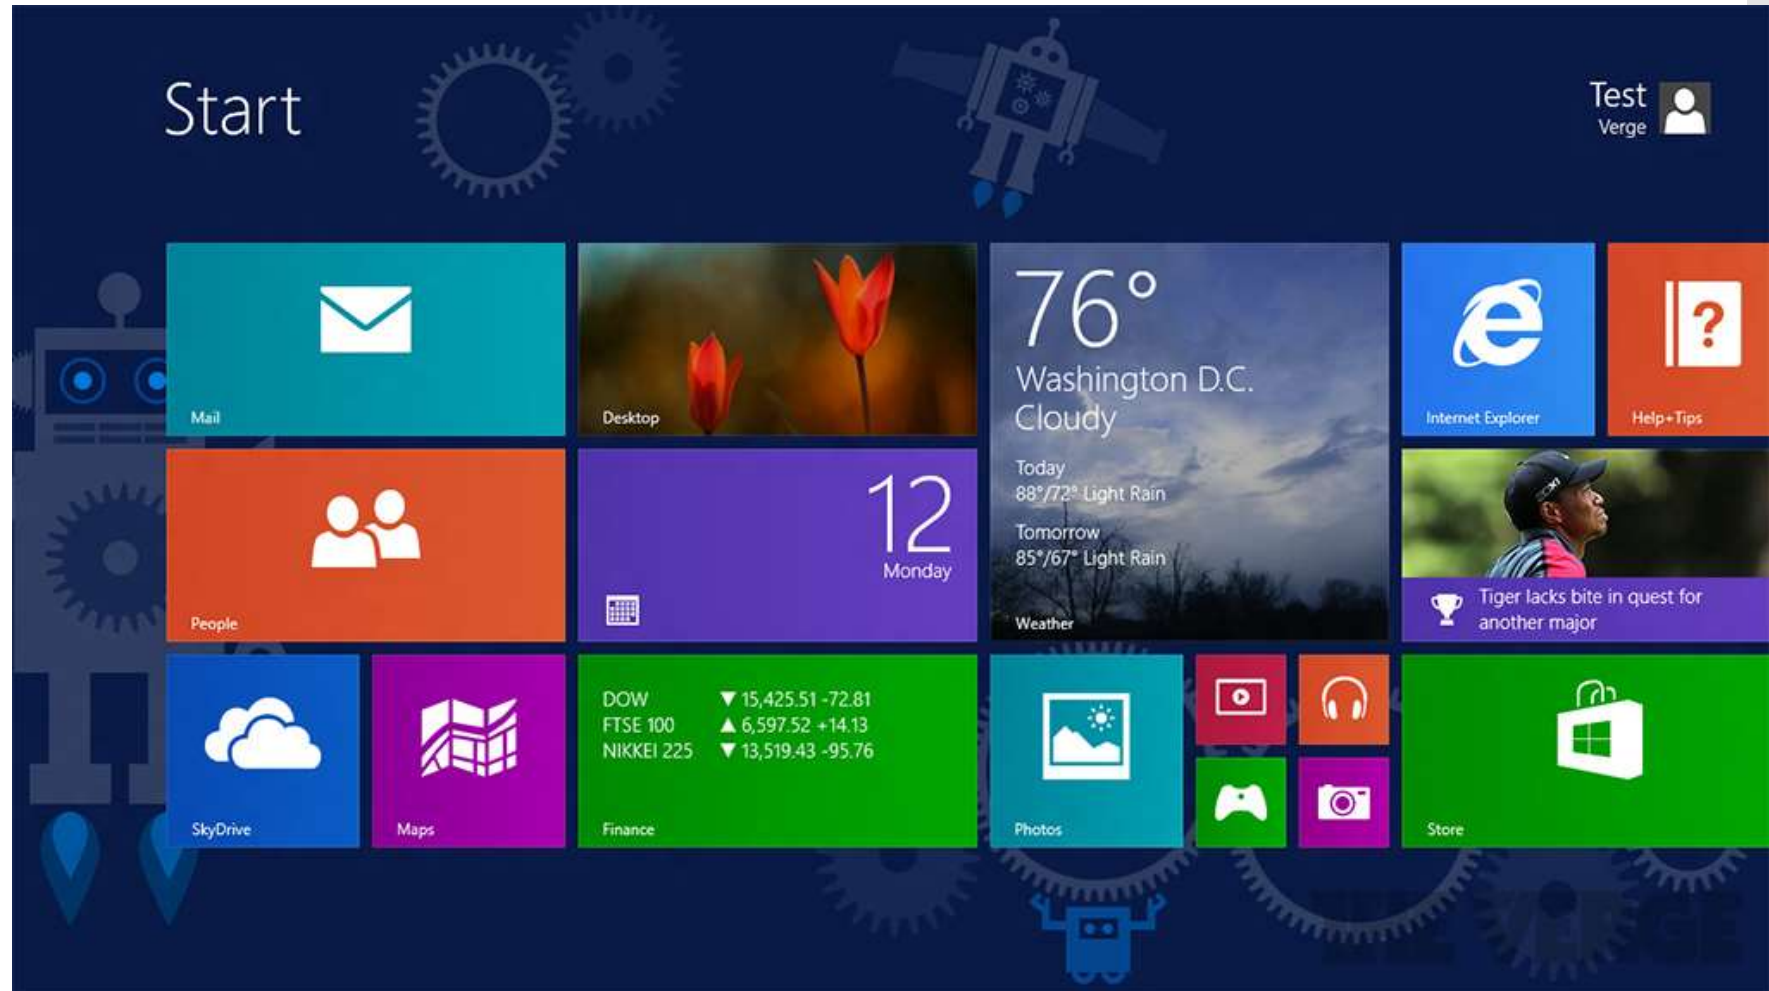 Start
Test
Verge
Mail
Desktop
76°
Washington D.C.
Cloudy
Today
88°/72° Light Rain
Tomorrow
85°/67° Light Rain
Weather
Internet Explorer
Help+Tips
People
12
Monday
Tiger lacks bite in quest for
another major
SkyDrive
Maps
DOW ▼ 15,425.51 -72.81
FTSE 100 ▲ 6,597.52 +14.13
NIKKEI 225 ▼ 13,519.43 -95.76
Finance
Photos
Store
THE VERGE